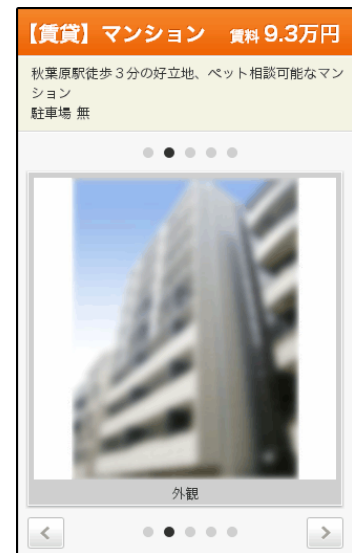 【賃貸】マンション 賃料 9.3万円
秋葉原駅徒歩３分の好立地、ペット相談可能なマン
ション
駐車場 無
外観